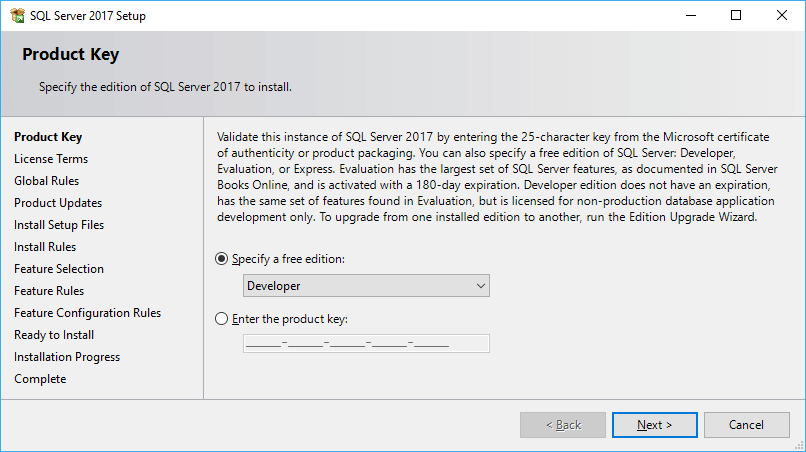 SQL Server 2017 Setup
Product Key
Specify the edition of SQL Server 2017 to install.
Product Key
License Terms
Global Rules
Product Updates
Install Setup Files
Install Rules
Feature Selection
Feature Rules
Feature Configuration Rules
Ready to Install
Installation Progress
Complete
Validate this instance of SQL Server 2017 by entering the 25-character key from the Microsoft certificate
of authenticity or product packaging. You can also specify a free edition of SQL Server: Developer,
Evaluation, or Express. Evaluation has the largest set of SQL Server features, as documented in SQL Server
Books Online, and is activated with a 180-day expiration. Developer edition does not have an expiration,
has the same set of features found in Evaluation, but is licensed for non-production database application
development only. To upgrade from one installed edition to another, run the Edition Upgrade Wizard.
Specify a free edition:
Developer
Enter the product key:
_____-_____-_____-_____-_____
< Back
Next >
Cancel